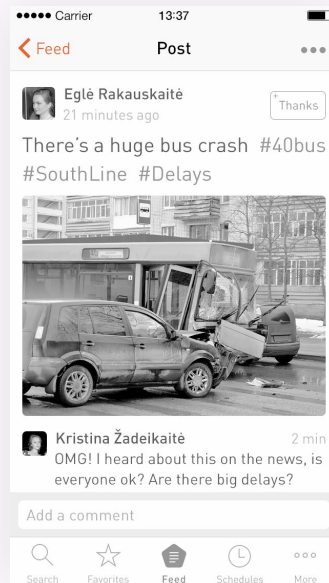 Carrier 13:37
Feed Post
Eglė Rakauskaitė
21 minutes ago
+Thanks
There's a huge bus crash #40bus
#SouthLine #Delays
Kristina Žadeikaitė 2 min
OMG! I heard about this on the news, is
everyone ok? Are there big delays?
Add a comment
Search Favorites Feed Schedules More